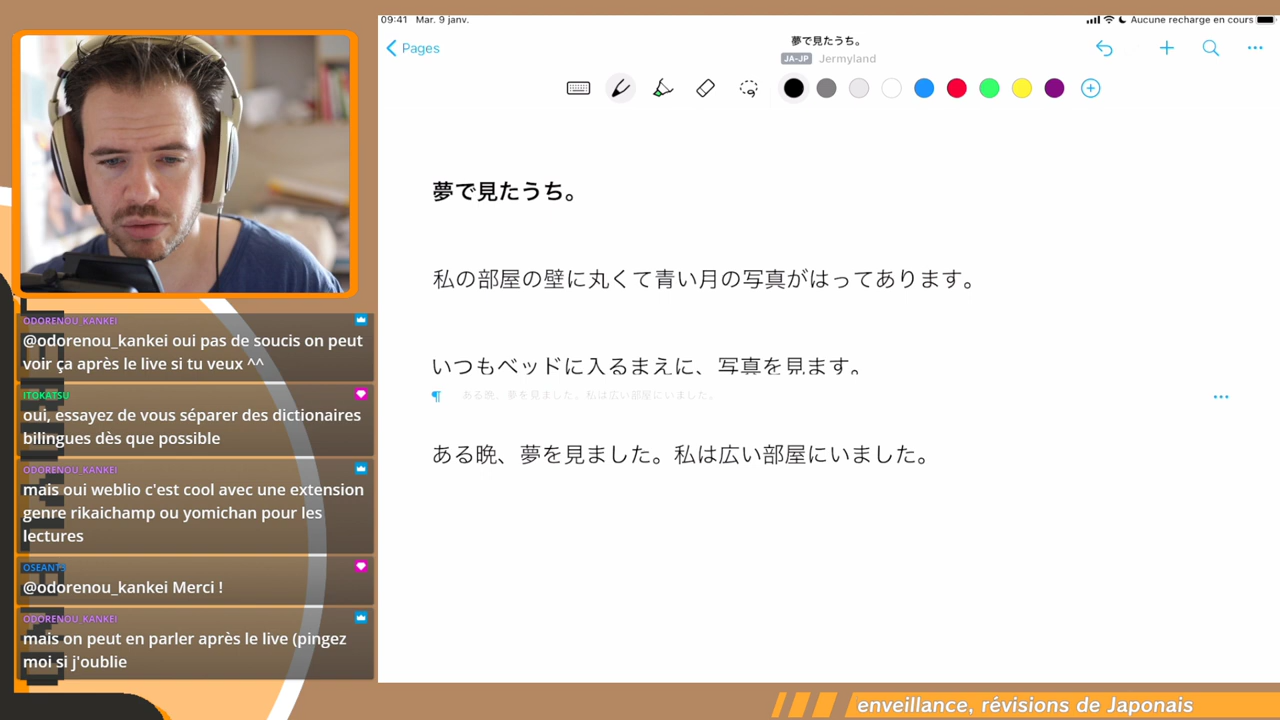 09:41 Mar. 9 janv.
Aucune recharge en cours
Pages
夢で見たうち。
JA-JP Jermyland
夢で見たうち。
私の部屋の壁に丸くて青い月の写真がはってあります。
いつもベッドに入るまえに、写真を見ます。
ある晩、夢を見ました。私は広い部屋にいました。
ある晩、夢を見ました。私は広い部屋にいました。
ODORENOU_KANKEI
@odorenou_kankei oui pas de soucis on peut
voir ça après le live si tu veux ^^
ITOKATSU
oui, essayez de vous séparer des dictionaires
bilingues dès que possible
ODORENOU_KANKEI
mais oui weblio c'est cool avec une extension
genre rikaichamp ou yomichan pour les
lectures
@odorenou_kankei Merci !
ODORENOU_KANKEI
mais on peut en parler après le live (pingez
moi si j'oublie
enveillance, révisions de Japonais